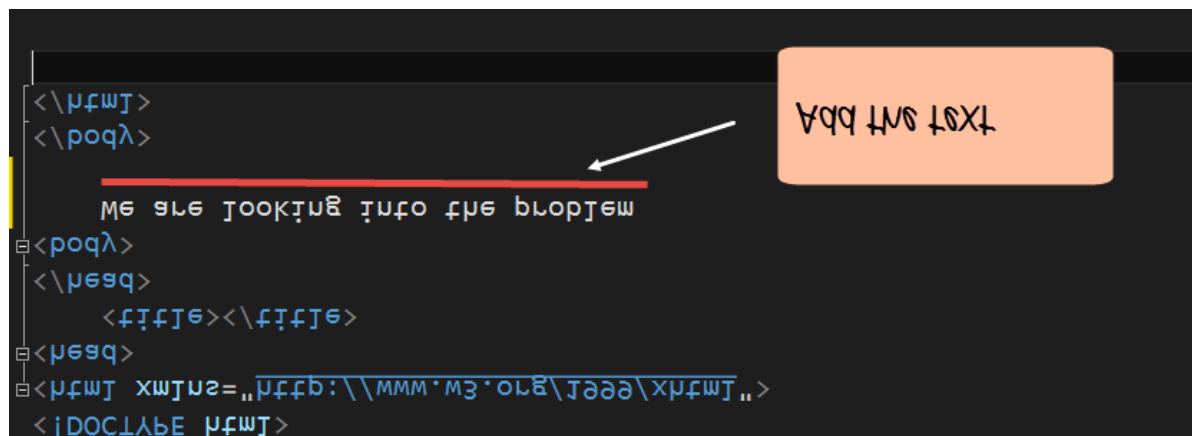 <!DOCTYPE html>
<html xmlns="http://www.w3.org/1999/xhtml">
<head>
<title></title>
</head>
<body>
We are looking into the problem
</body>
</html>
Add the text